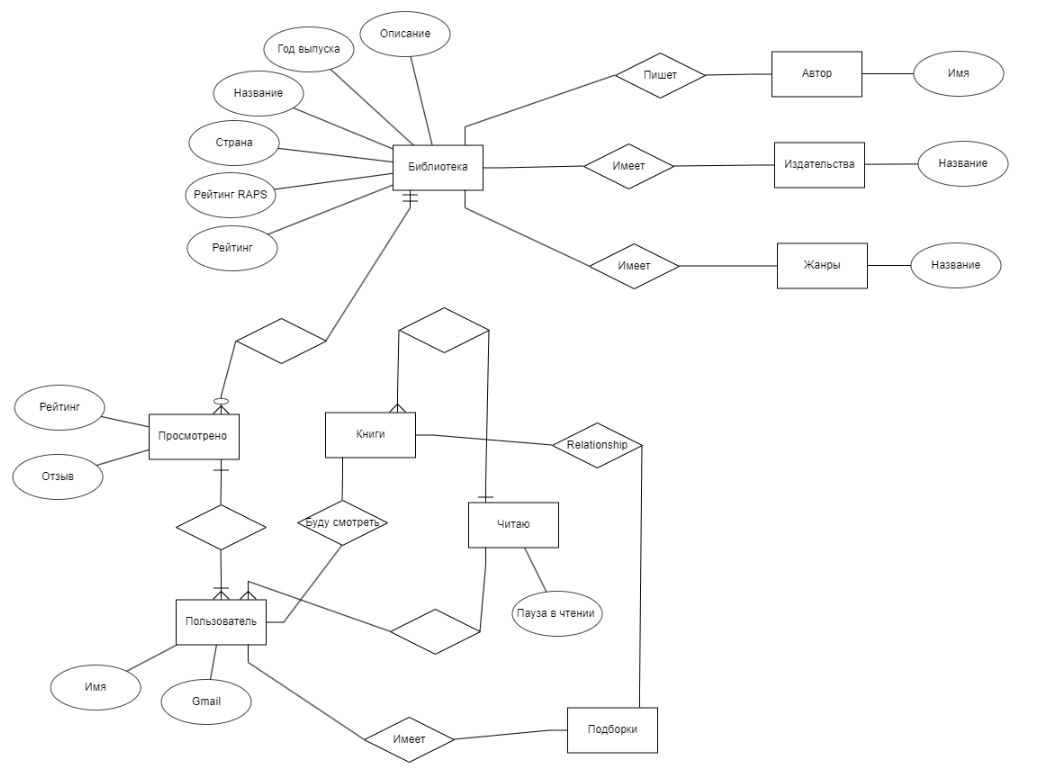 Описание
Год выпуска
Название
Страна
Рейтинг RAPS
Рейтинг
Библиотека
Пишет
Автор
Имя
Имеет
Издательства
Название
Имеет
Жанры
Название
Рейтинг
Отзыв
Просмотрено
Книги
Relationship
Буду смотреть
Читаю
Пауза в чтении
Пользователь
Имя
Gmail
Имеет
Подборки